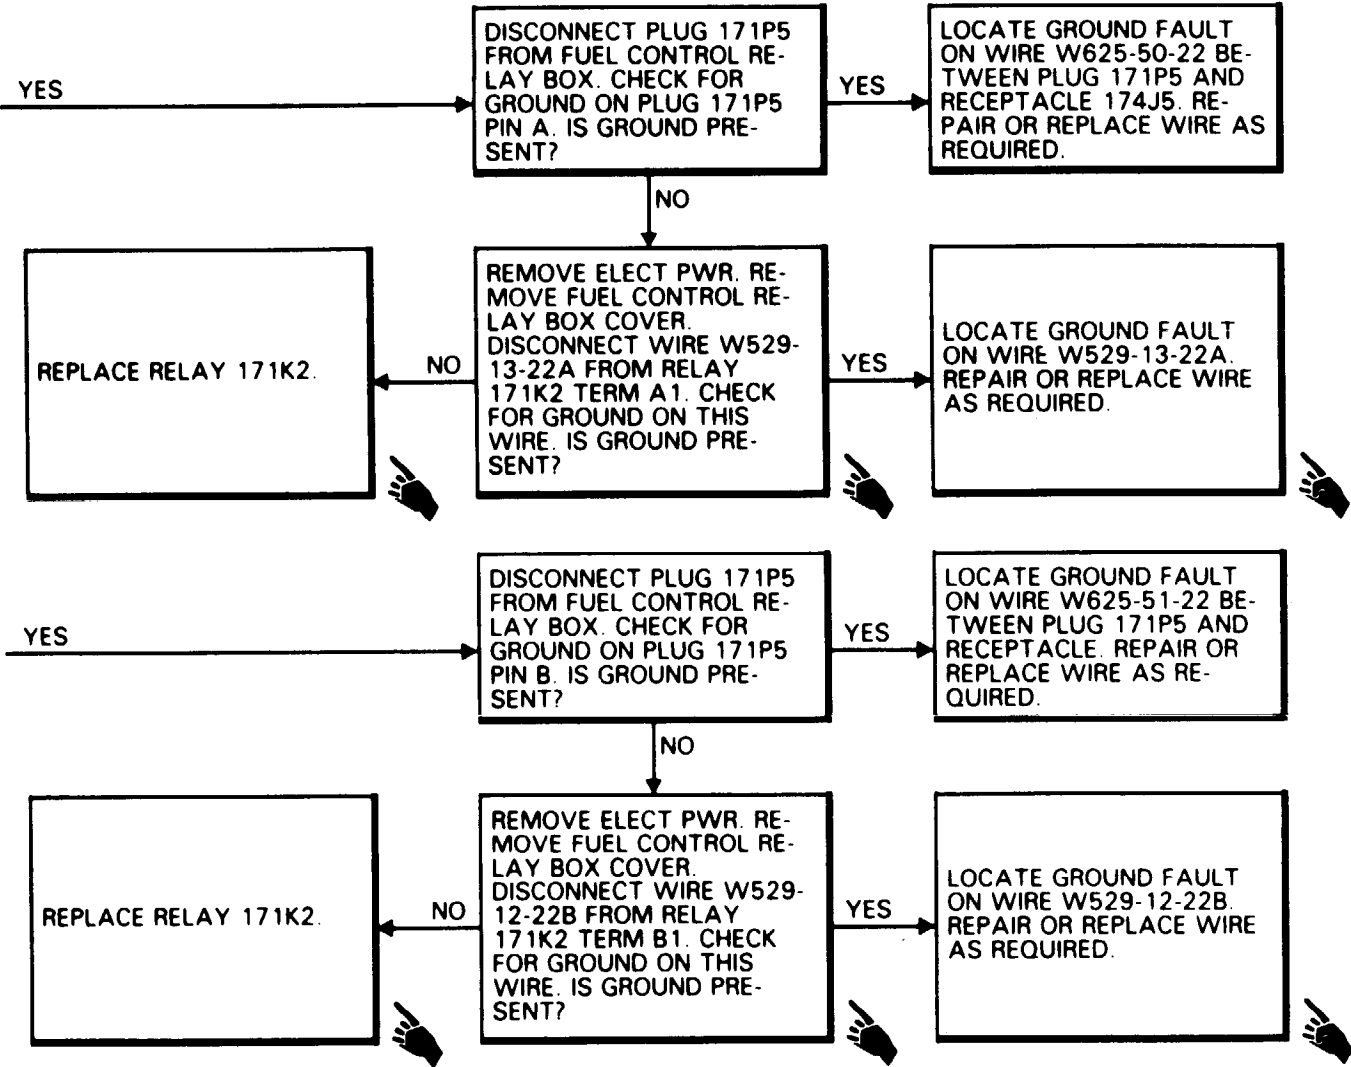 YES
DISCONNECT PLUG 171P5
FROM FUEL CONTROL RE-
LAY BOX. CHECK FOR
GROUND ON PLUG 171P5
PIN A. IS GROUND PRE-
SENT?
YES
LOCATE GROUND FAULT
ON WIRE W625-50-22 BE-
TWEEN PLUG 171P5 AND
RECEPTACLE 174J5. RE-
PAIR OR REPLACE WIRE AS
REQUIRED.
NO
REPLACE RELAY 171K2.
NO
REMOVE ELECT PWR. RE-
MOVE FUEL CONTROL RE-
LAY BOX COVER.
DISCONNECT WIRE W529-
13-22A FROM RELAY
171K2 TERM A1. CHECK
FOR GROUND ON THIS
WIRE. IS GROUND PRE-
SENT?
YES
LOCATE GROUND FAULT
ON WIRE W529-13-22A.
REPAIR OR REPLACE WIRE
AS REQUIRED.
YES
DISCONNECT PLUG 171P5
FROM FUEL CONTROL RE-
LAY BOX. CHECK FOR
GROUND ON PLUG 171P5
PIN B. IS GROUND PRE-
SENT?
YES
LOCATE GROUND FAULT
ON WIRE W625-51-22 BE-
TWEEN PLUG 171P5 AND
RECEPTACLE. REPAIR OR
REPLACE WIRE AS RE-
QUIRED.
NO
REPLACE RELAY 171K2.
NO
REMOVE ELECT PWR. RE-
MOVE FUEL CONTROL RE-
LAY BOX COVER.
DISCONNECT WIRE W529-
12-22B FROM RELAY
171K2 TERM B1. CHECK
FOR GROUND ON THIS
WIRE. IS GROUND PRE-
SENT?
YES
LOCATE GROUND FAULT
ON WIRE W529-12-22B.
REPAIR OR REPLACE WIRE
AS REQUIRED.